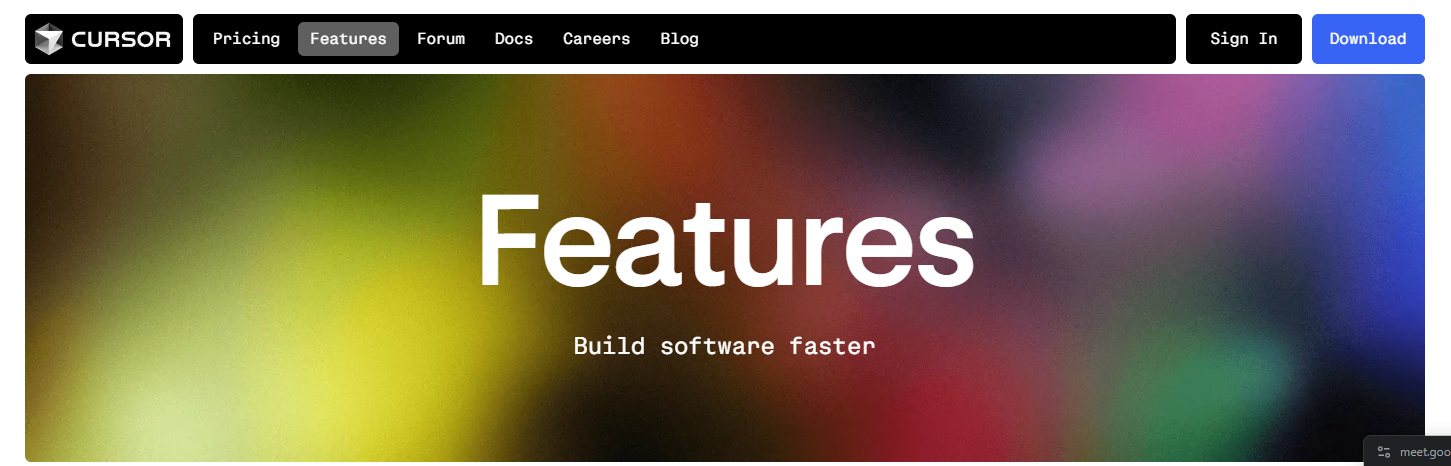 CURSOR Pricing Features Forum Docs Careers Blog Sign In Download
Features
Build software faster
meet.goo